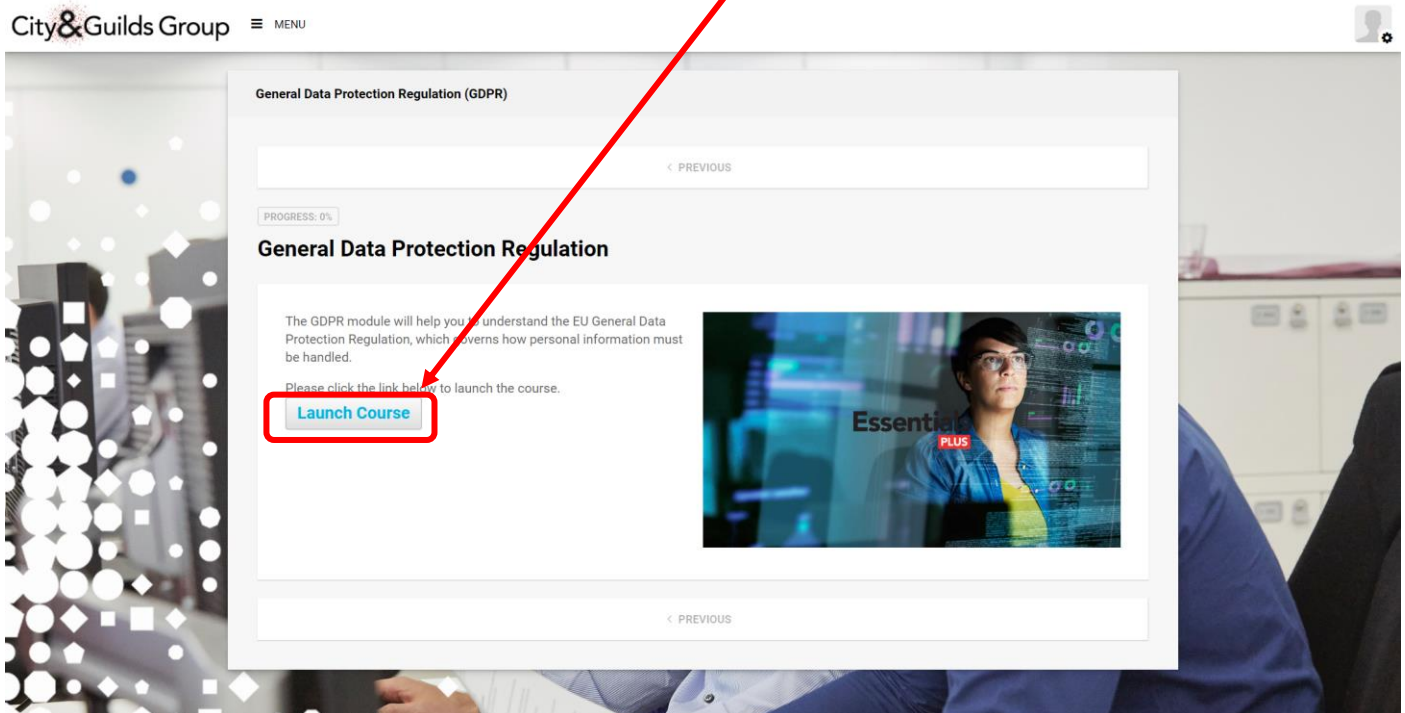 City&Guilds Group
MENU
General Data Protection Regulation (GDPR)
< PREVIOUS
PROGRESS: 0%
General Data Protection Regulation
The GDPR module will help you to understand the EU General Data
Protection Regulation, which governs how personal information must
be handled.
Please click the link below to launch the course.
Launch Course
Essentials
PLUS
< PREVIOUS